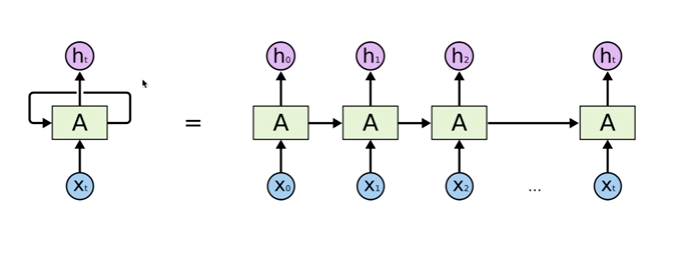 hₜ h₀ h₁ h₂ hₜ
A = A A A A
xₜ x₀ x₁ x₂ ... xₜ